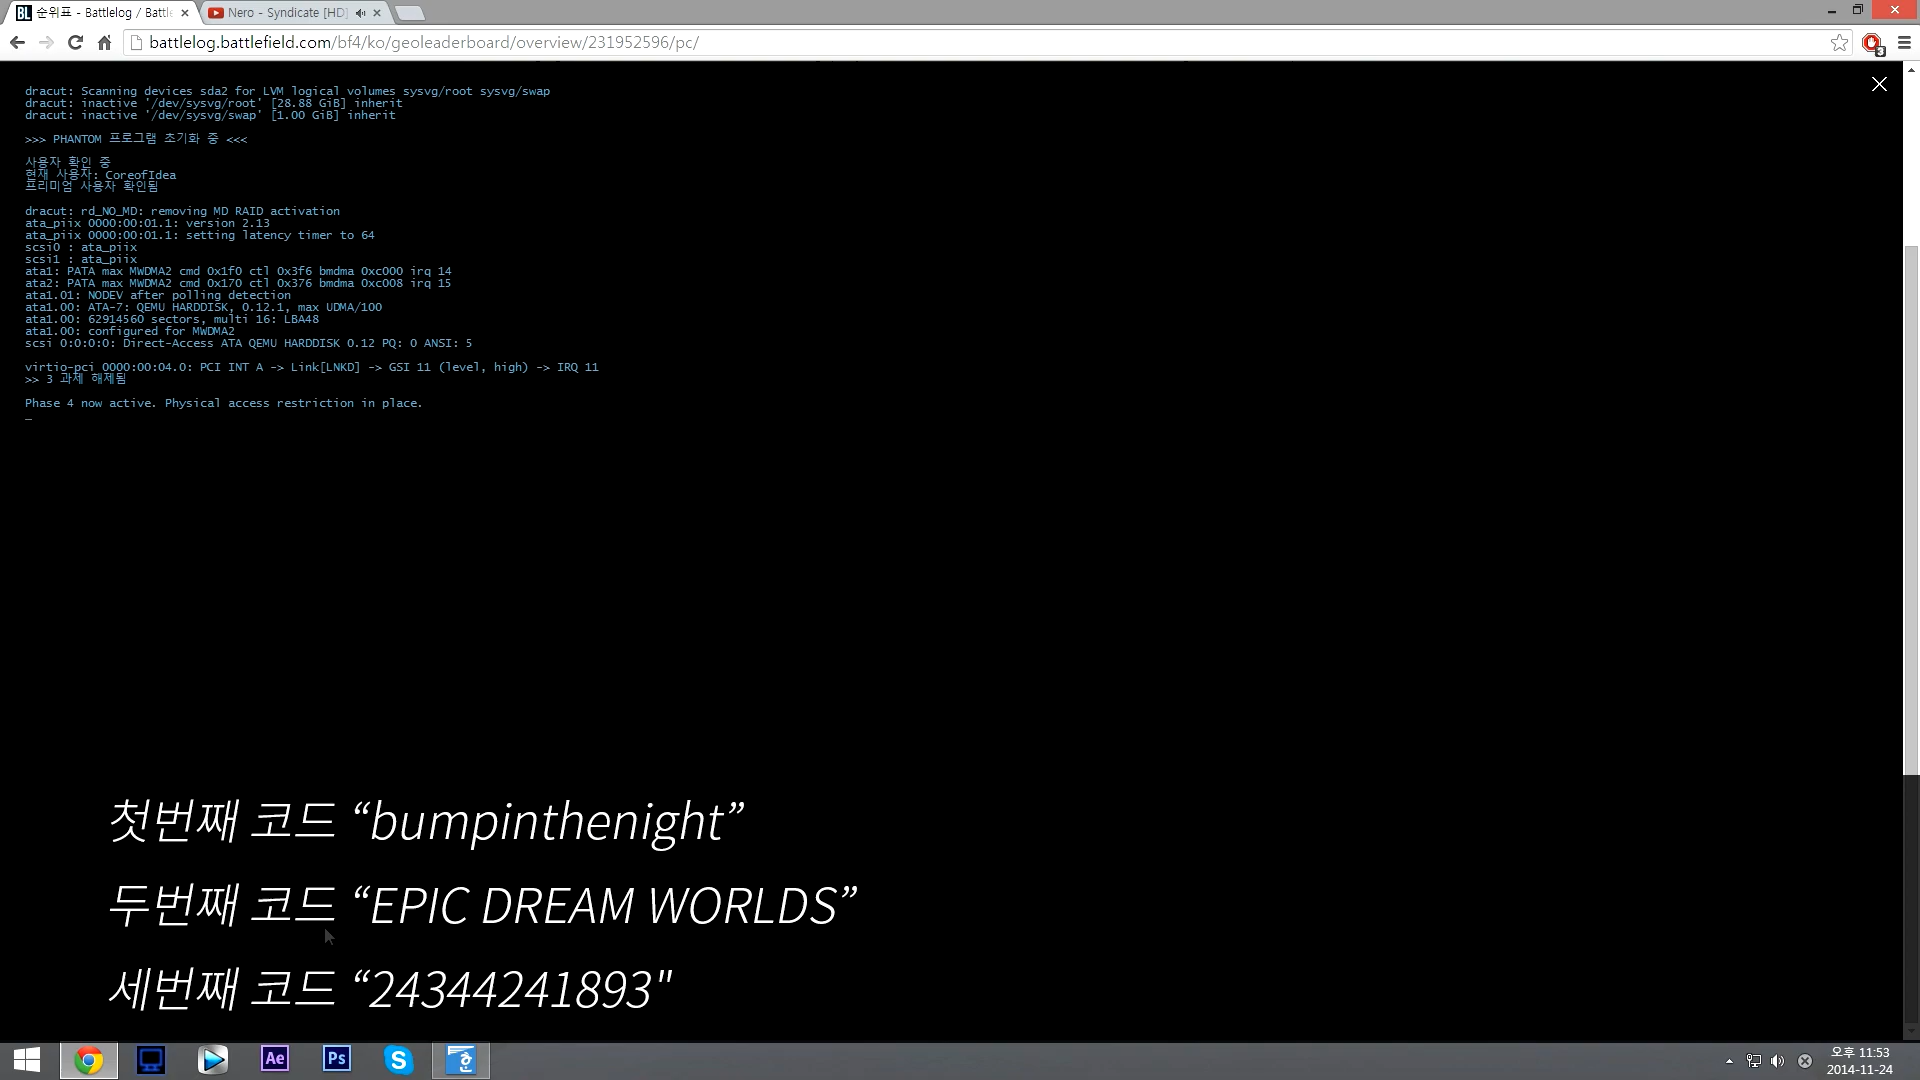 순위표 - Battlelog / Battl
Nero - Syndicate [HD]
battlelog.battlefield.com/bf4/ko/geoleaderboard/overview/231952596/pc/
3
dracut: Scanning devices sda2 for LVM logical volumes sysvg/root sysvg/swap
dracut: inactive '/dev/sysvg/root' [28.88 GiB] inherit
dracut: inactive '/dev/sysvg/swap' [1.00 GiB] inherit
>>> PHANTOM 프로그램 초기화 중 <<<
사용자 확인 중
현재 사용자: CoreofIdea
프리미엄 사용자 확인됨
dracut: rd_NO_MD: removing MD RAID activation
ata_piix 0000:00:01.1: version 2.13
ata_piix 0000:00:01.1: setting latency timer to 64
scsi0 : ata_piix
scsi1 : ata_piix
ata1: PATA max MWDMA2 cmd 0x1f0 ctl 0x3f6 bmdma 0xc000 irq 14
ata2: PATA max MWDMA2 cmd 0x170 ctl 0x376 bmdma 0xc008 irq 15
ata1.01: NODEV after polling detection
ata1.00: ATA-7: QEMU HARDDISK, 0.12.1, max UDMA/100
ata1.00: 62914560 sectors, multi 16: LBA48
ata1.00: configured for MWDMA2
scsi 0:0:0:0: Direct-Access ATA QEMU HARDDISK 0.12 PQ: 0 ANSI: 5
virtio-pci 0000:00:04.0: PCI INT A -> Link[LNKD] -> GSI 11 (level, high) -> IRQ 11
>> 3 과제 해제됨
Phase 4 now active. Physical access restriction in place.
_
첫번째 코드 “bumpinthenight”
두번째 코드 “EPIC DREAM WORLDS”
세번째 코드 “24344241893"
오후 11:53
2014-11-24